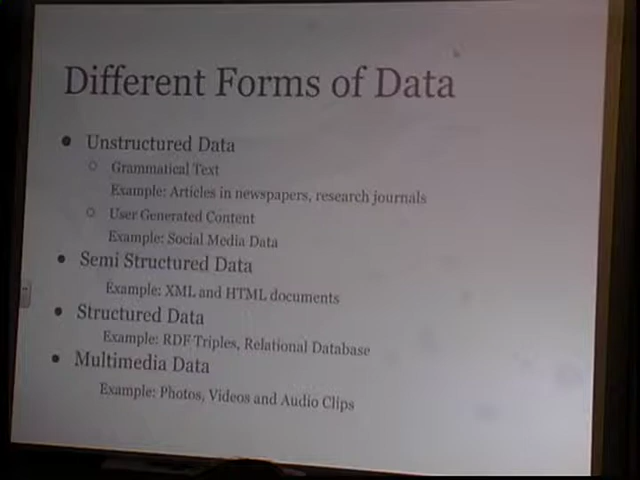 Different Forms of Data
● Unstructured Data
○ Grammatical Text
Example: Articles in newspapers, research journals
○ User Generated Content
Example: Social Media Data
● Semi Structured Data
Example: XML and HTML documents
● Structured Data
Example: RDF Triples, Relational Database
● Multimedia Data
Example: Photos, Videos and Audio Clips